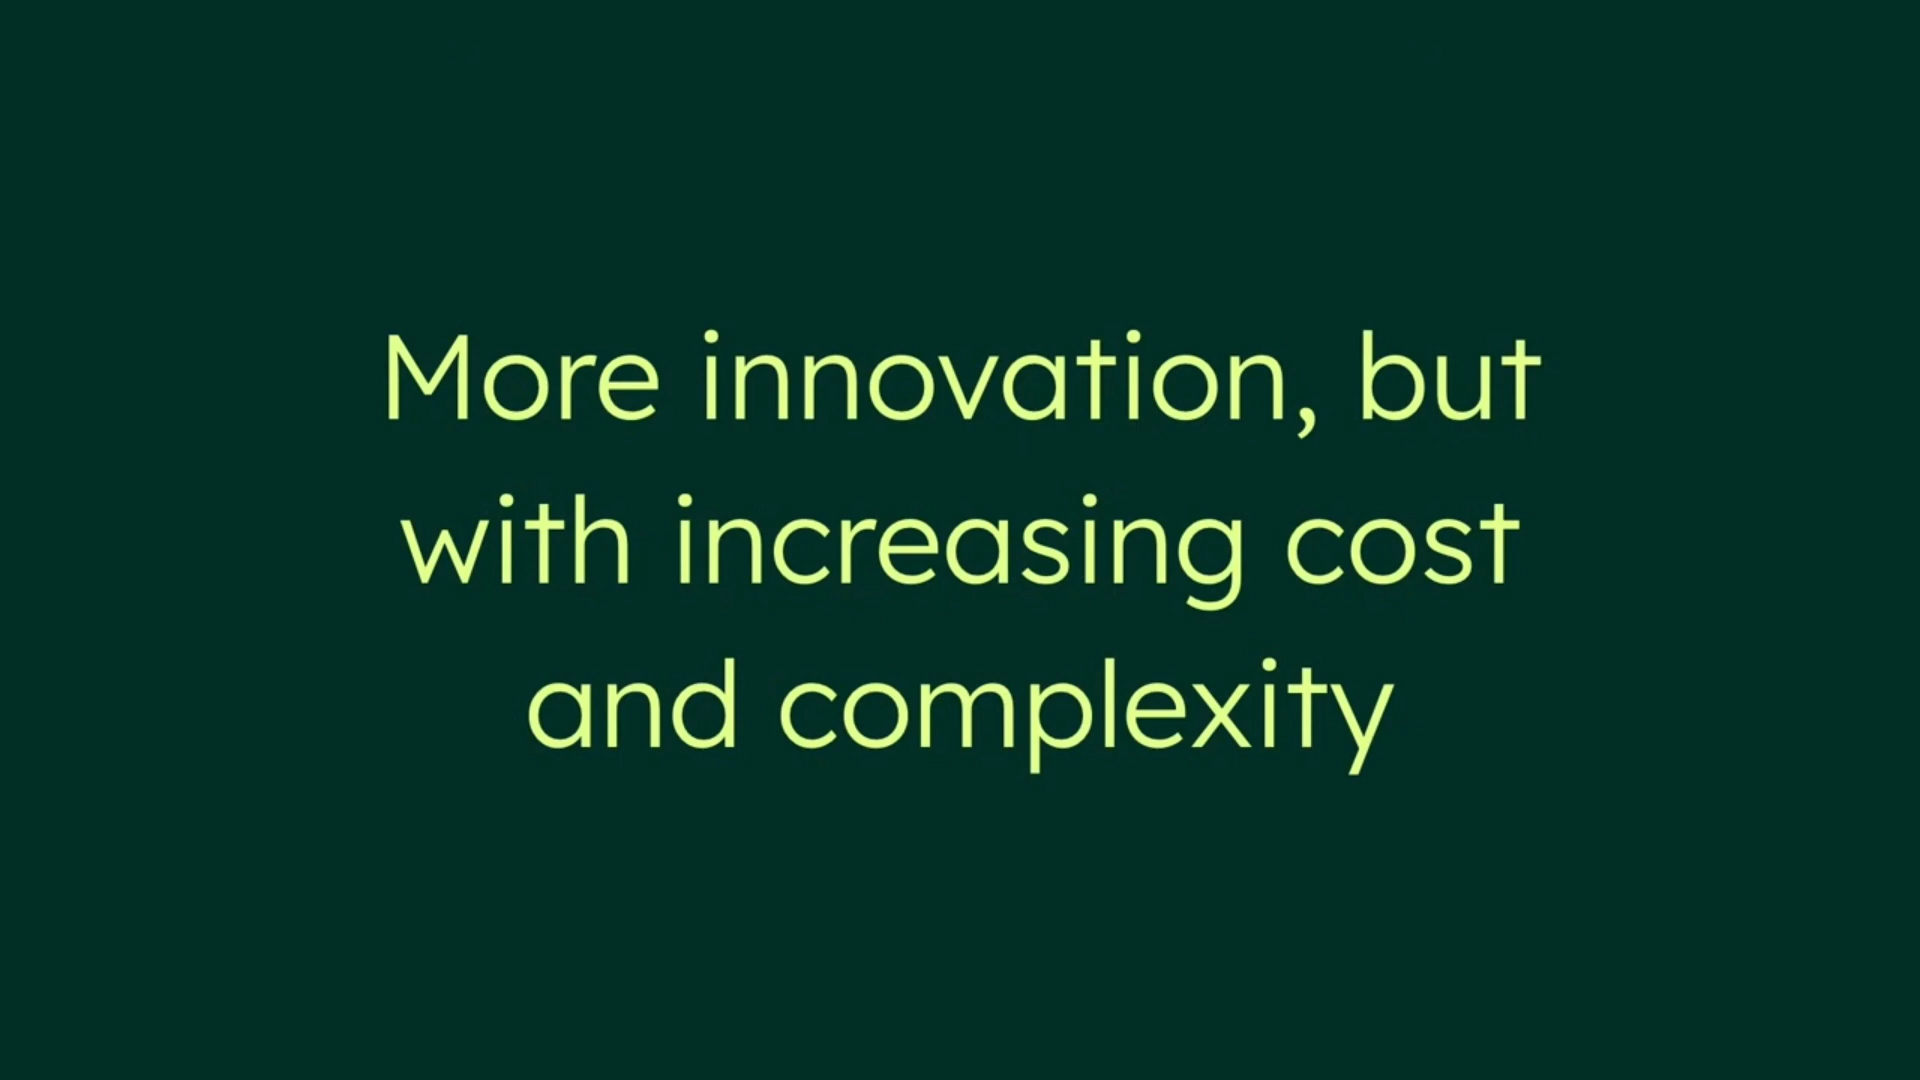 More innovation, but
with increasing cost
and complexity